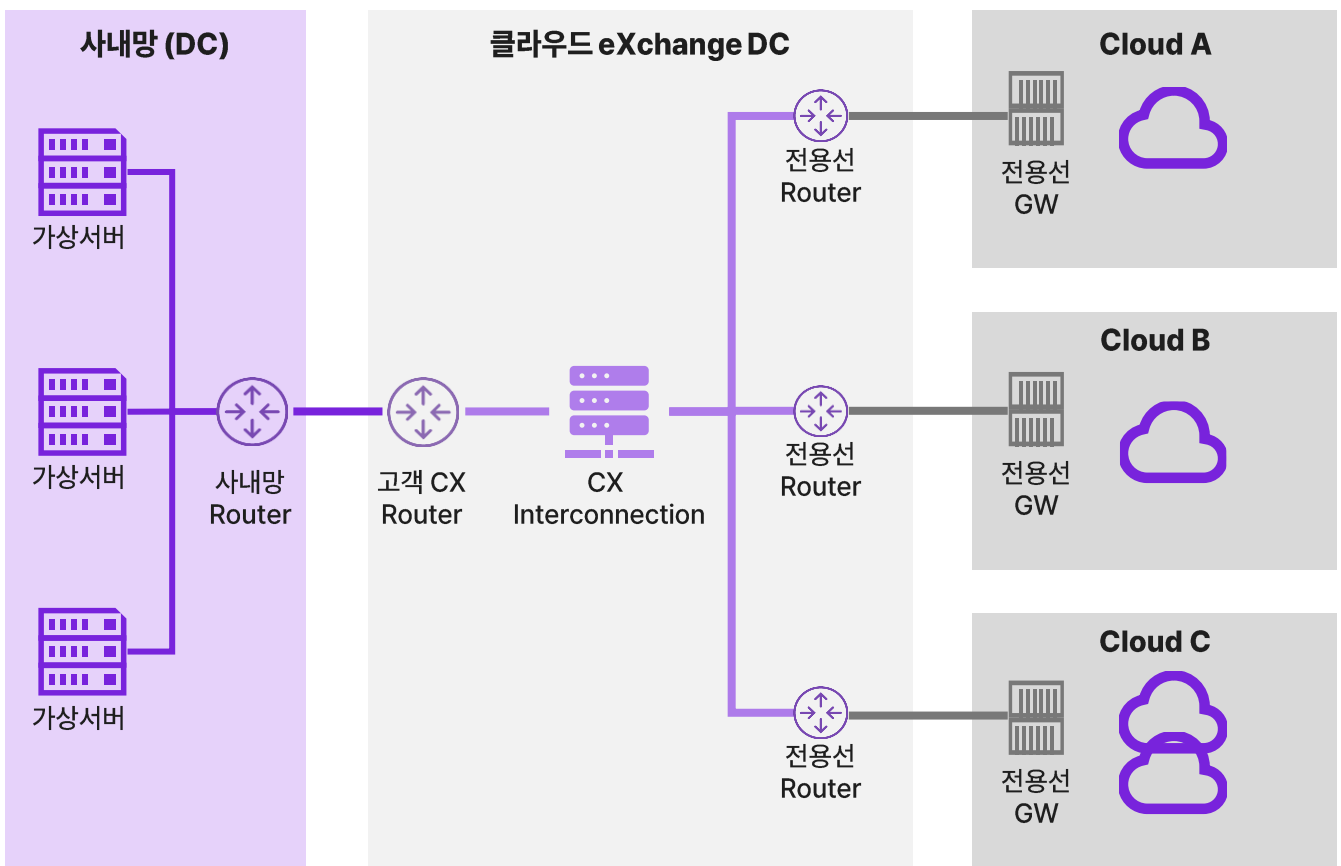 사내망 (DC)
가상서버
가상서버
가상서버
사내망
Router
클라우드 eXchange DC
고객 CX
Router
CX
Interconnection
전용선
Router
전용선
Router
전용선
Router
Cloud A
전용선
GW
Cloud B
전용선
GW
Cloud C
전용선
GW